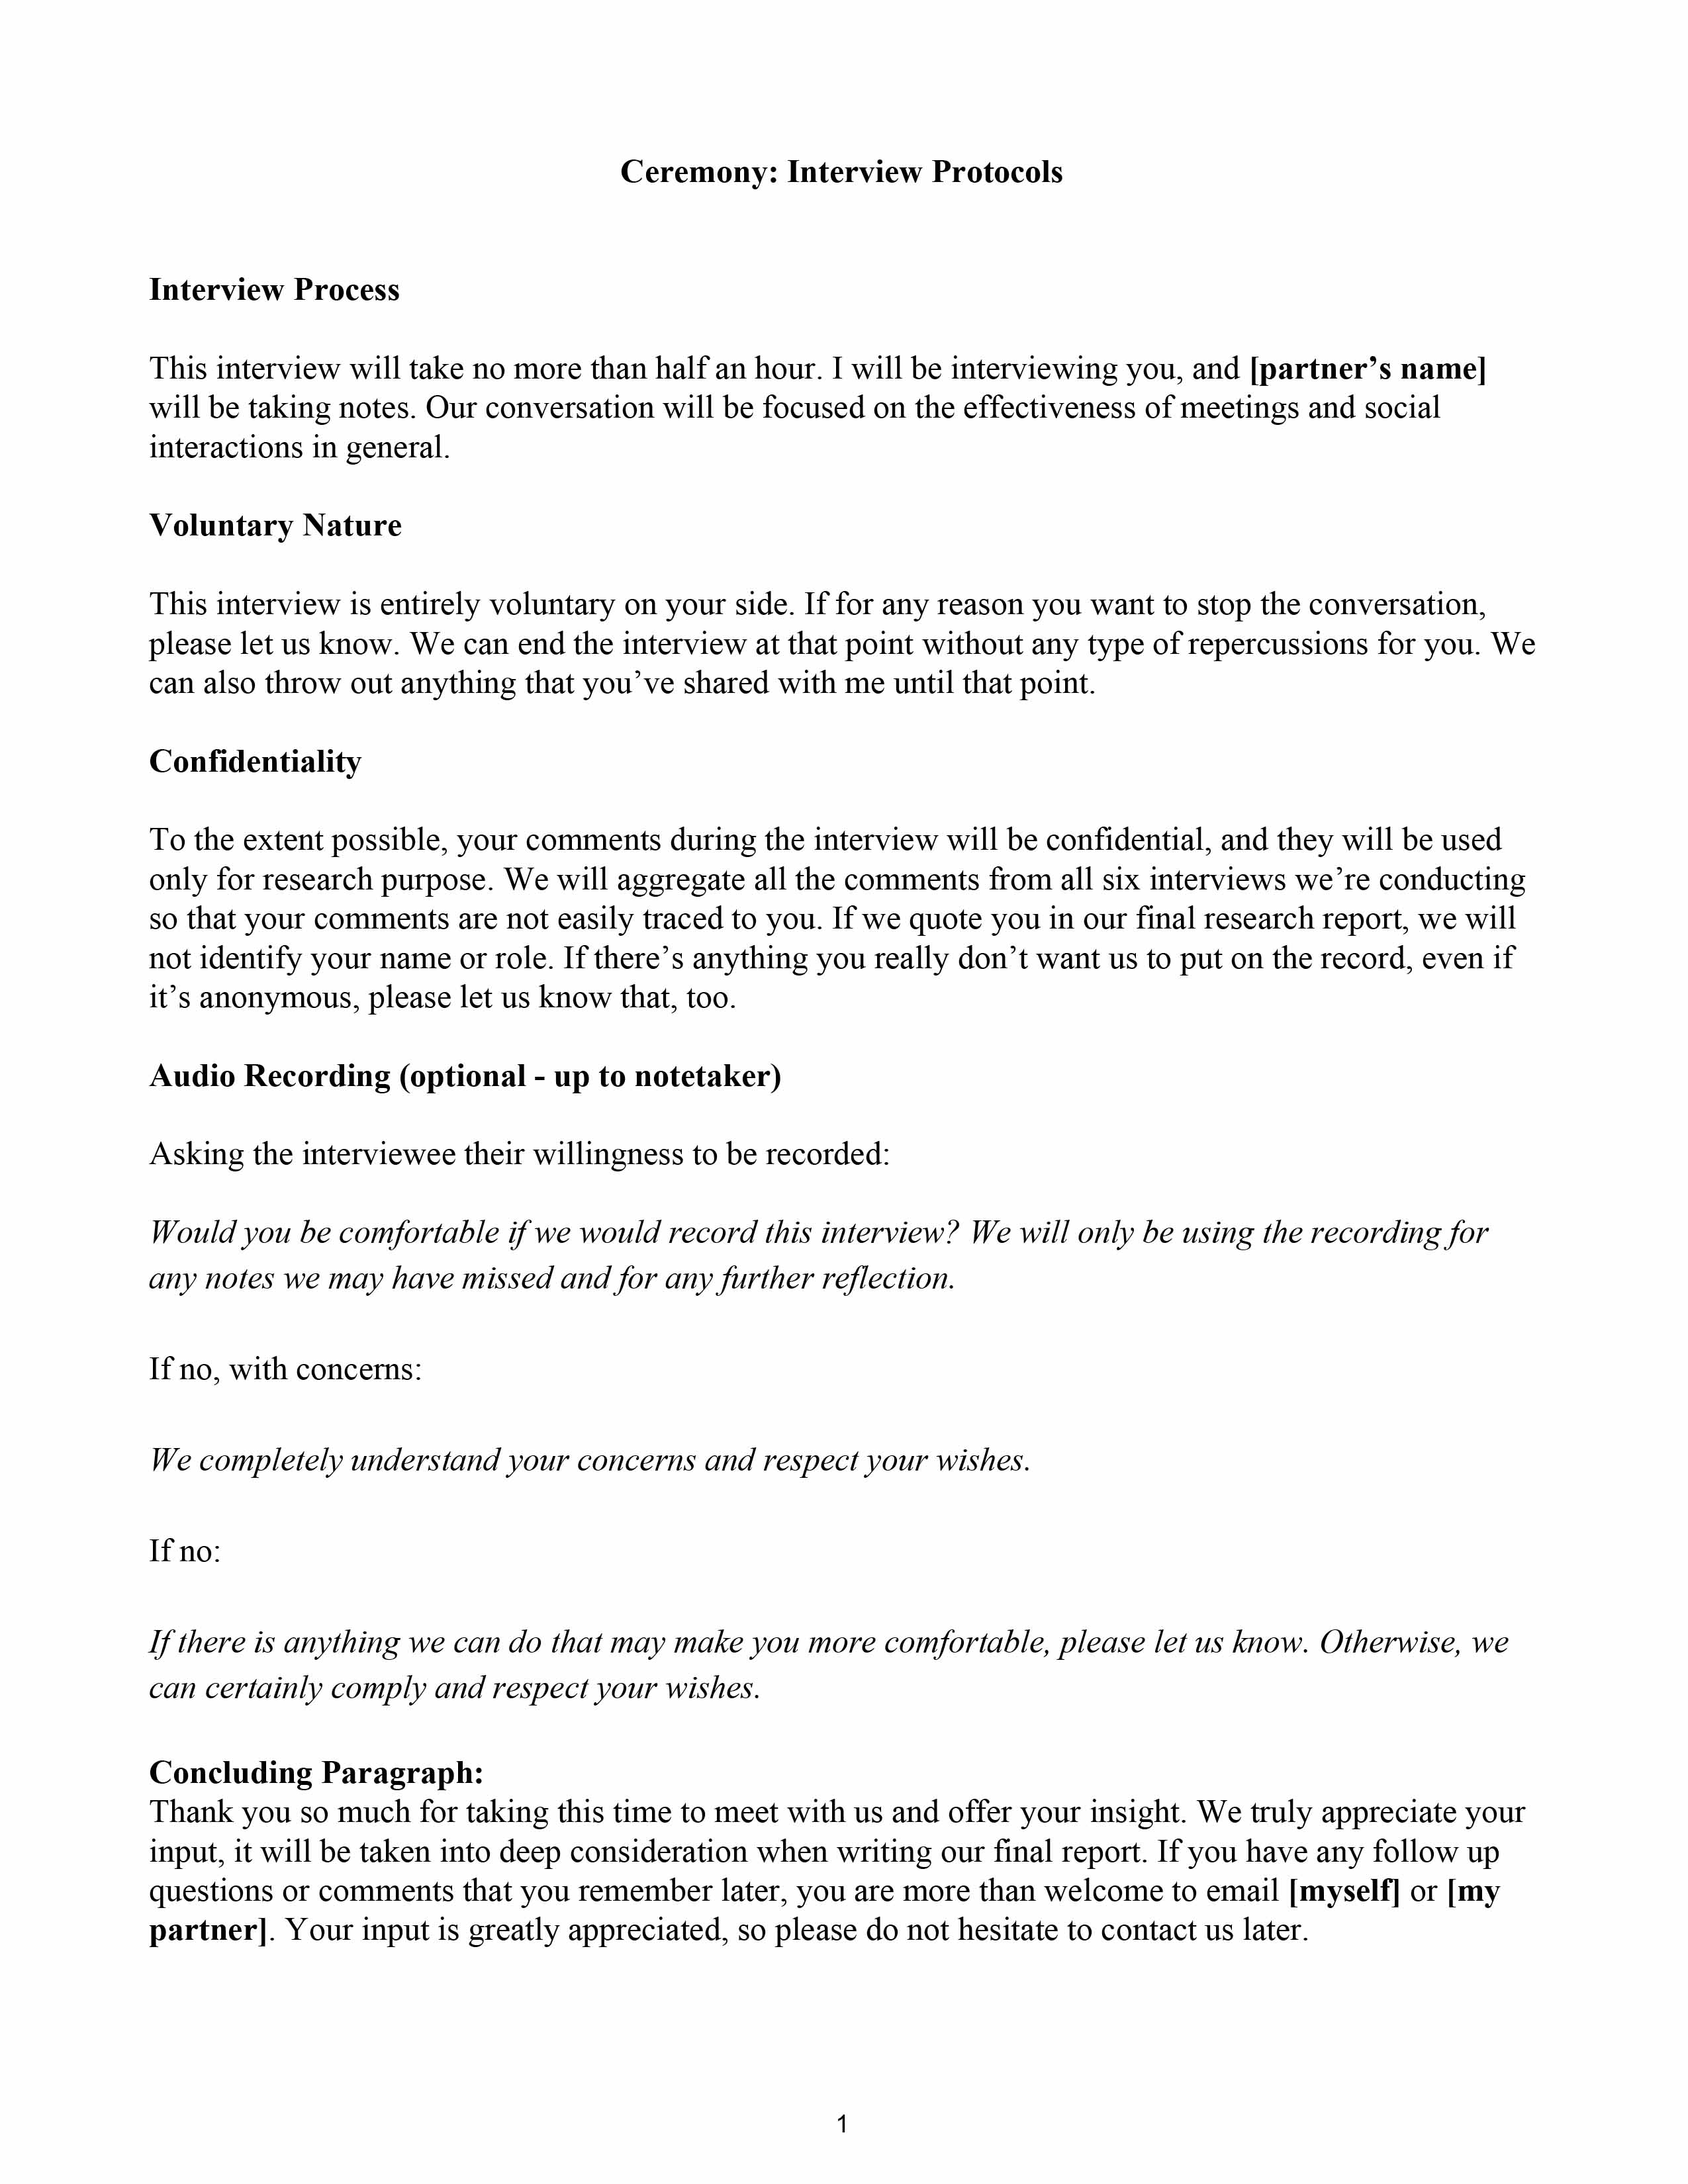 Ceremony: Interview Protocols
Interview Process
This interview will take no more than half an hour. I will be interviewing you, and [partner’s name]
will be taking notes. Our conversation will be focused on the effectiveness of meetings and social
interactions in general.
Voluntary Nature
This interview is entirely voluntary on your side. If for any reason you want to stop the conversation,
please let us know. We can end the interview at that point without any type of repercussions for you. We
can also throw out anything that you’ve shared with me until that point.
Confidentiality
To the extent possible, your comments during the interview will be confidential, and they will be used
only for research purpose. We will aggregate all the comments from all six interviews we’re conducting
so that your comments are not easily traced to you. If we quote you in our final research report, we will
not identify your name or role. If there’s anything you really don’t want us to put on the record, even if
it’s anonymous, please let us know that, too.
Audio Recording (optional - up to notetaker)
Asking the interviewee their willingness to be recorded:
Would you be comfortable if we would record this interview? We will only be using the recording for
any notes we may have missed and for any further reflection.
If no, with concerns:
We completely understand your concerns and respect your wishes.
If no:
If there is anything we can do that may make you more comfortable, please let us know. Otherwise, we
can certainly comply and respect your wishes.
Concluding Paragraph:
Thank you so much for taking this time to meet with us and offer your insight. We truly appreciate your
input, it will be taken into deep consideration when writing our final report. If you have any follow up
questions or comments that you remember later, you are more than welcome to email [myself] or [my
partner]. Your input is greatly appreciated, so please do not hesitate to contact us later.
1